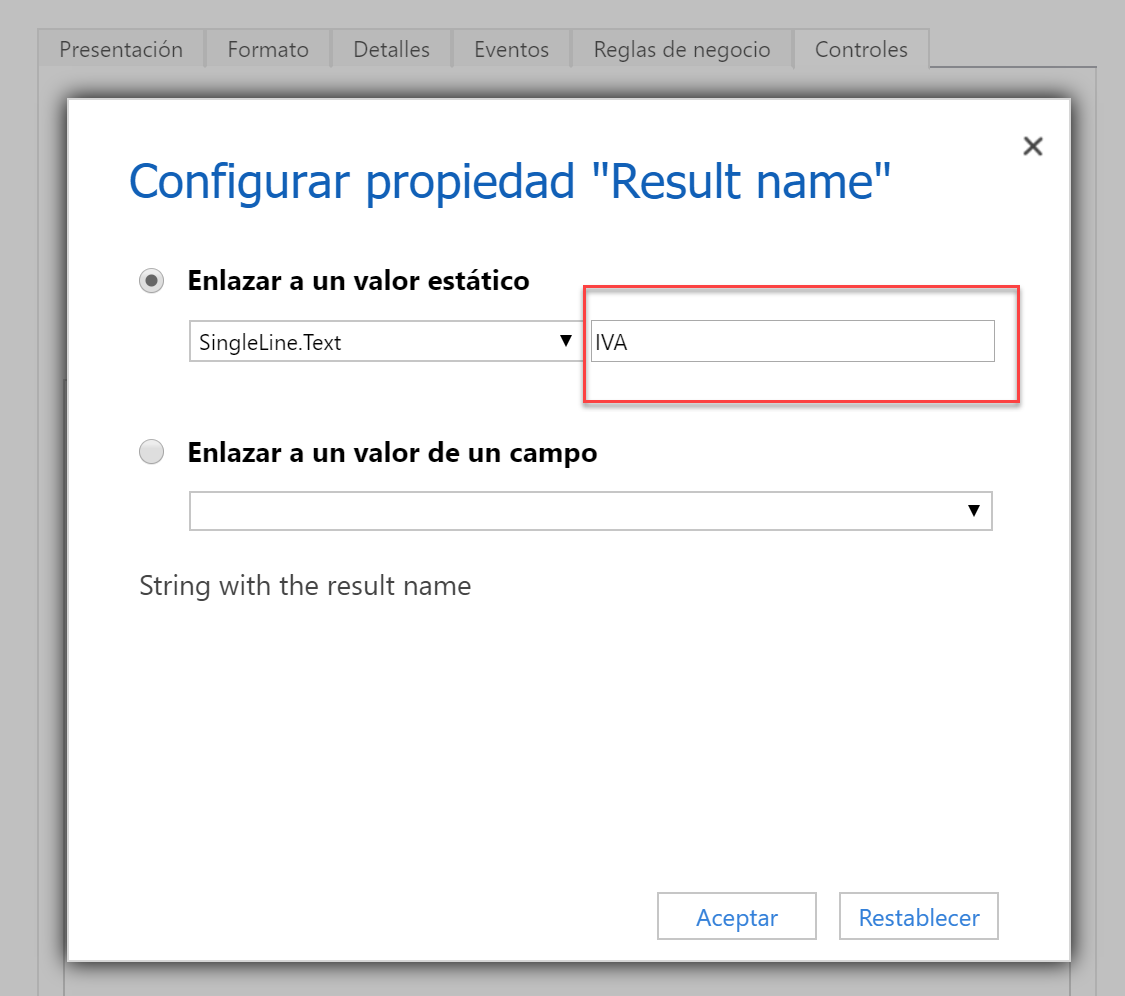 Presentación Formato Detalles Eventos Reglas de negocio Controles
Configurar propiedad "Result name"
Enlazar a un valor estático
SingleLine.Text IVA
Enlazar a un valor de un campo
String with the result name
Aceptar Restablecer